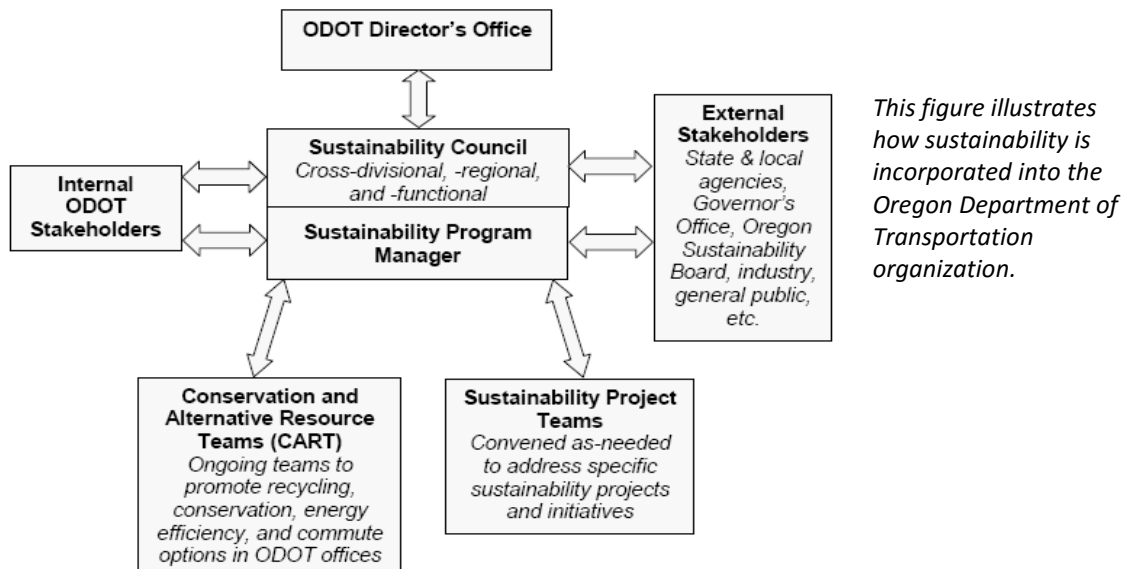 ODOT Director's Office
Sustainability Council
Cross-divisional, -regional,
and -functional
Sustainability Program
Manager
Internal
ODOT
Stakeholders
External
Stakeholders
State & local
agencies,
Governor's
Office, Oregon
Sustainability
Board, industry,
general public,
etc.
This figure illustrates
how sustainability is
incorporated into the
Oregon Department of
Transportation
organization.
Conservation and
Alternative Resource
Teams (CART)
Ongoing teams to
promote recycling,
conservation, energy
efficiency, and commute
options in ODOT offices
Sustainability Project
Teams
Convened as-needed
to address specific
sustainability projects
and initiatives